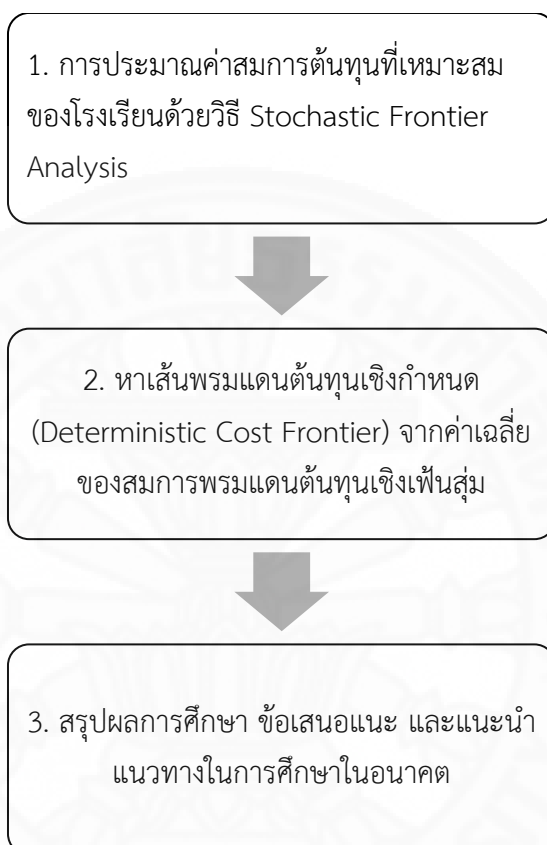 1. การประมาณค่าสมการต้นทุนที่เหมาะสม
ของโรงเรียนด้วยวิธี Stochastic Frontier
Analysis
2. หาเส้นพรมแดนต้นทุนเชิงกำหนด
(Deterministic Cost Frontier) จากค่าเฉลี่ย
ของสมการพรมแดนต้นทุนเชิงเฟ้นสุ่ม
3. สรุปผลการศึกษา ข้อเสนอแนะ และแนะนำ
แนวทางในการศึกษาในอนาคต